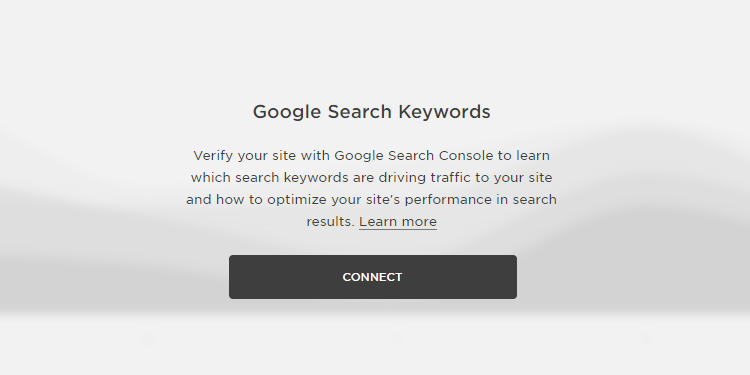 Google Search Keywords
Verify your site with Google Search Console to learn
which search keywords are driving traffic to your site
and how to optimize your site's performance in search
results. Learn more
CONNECT